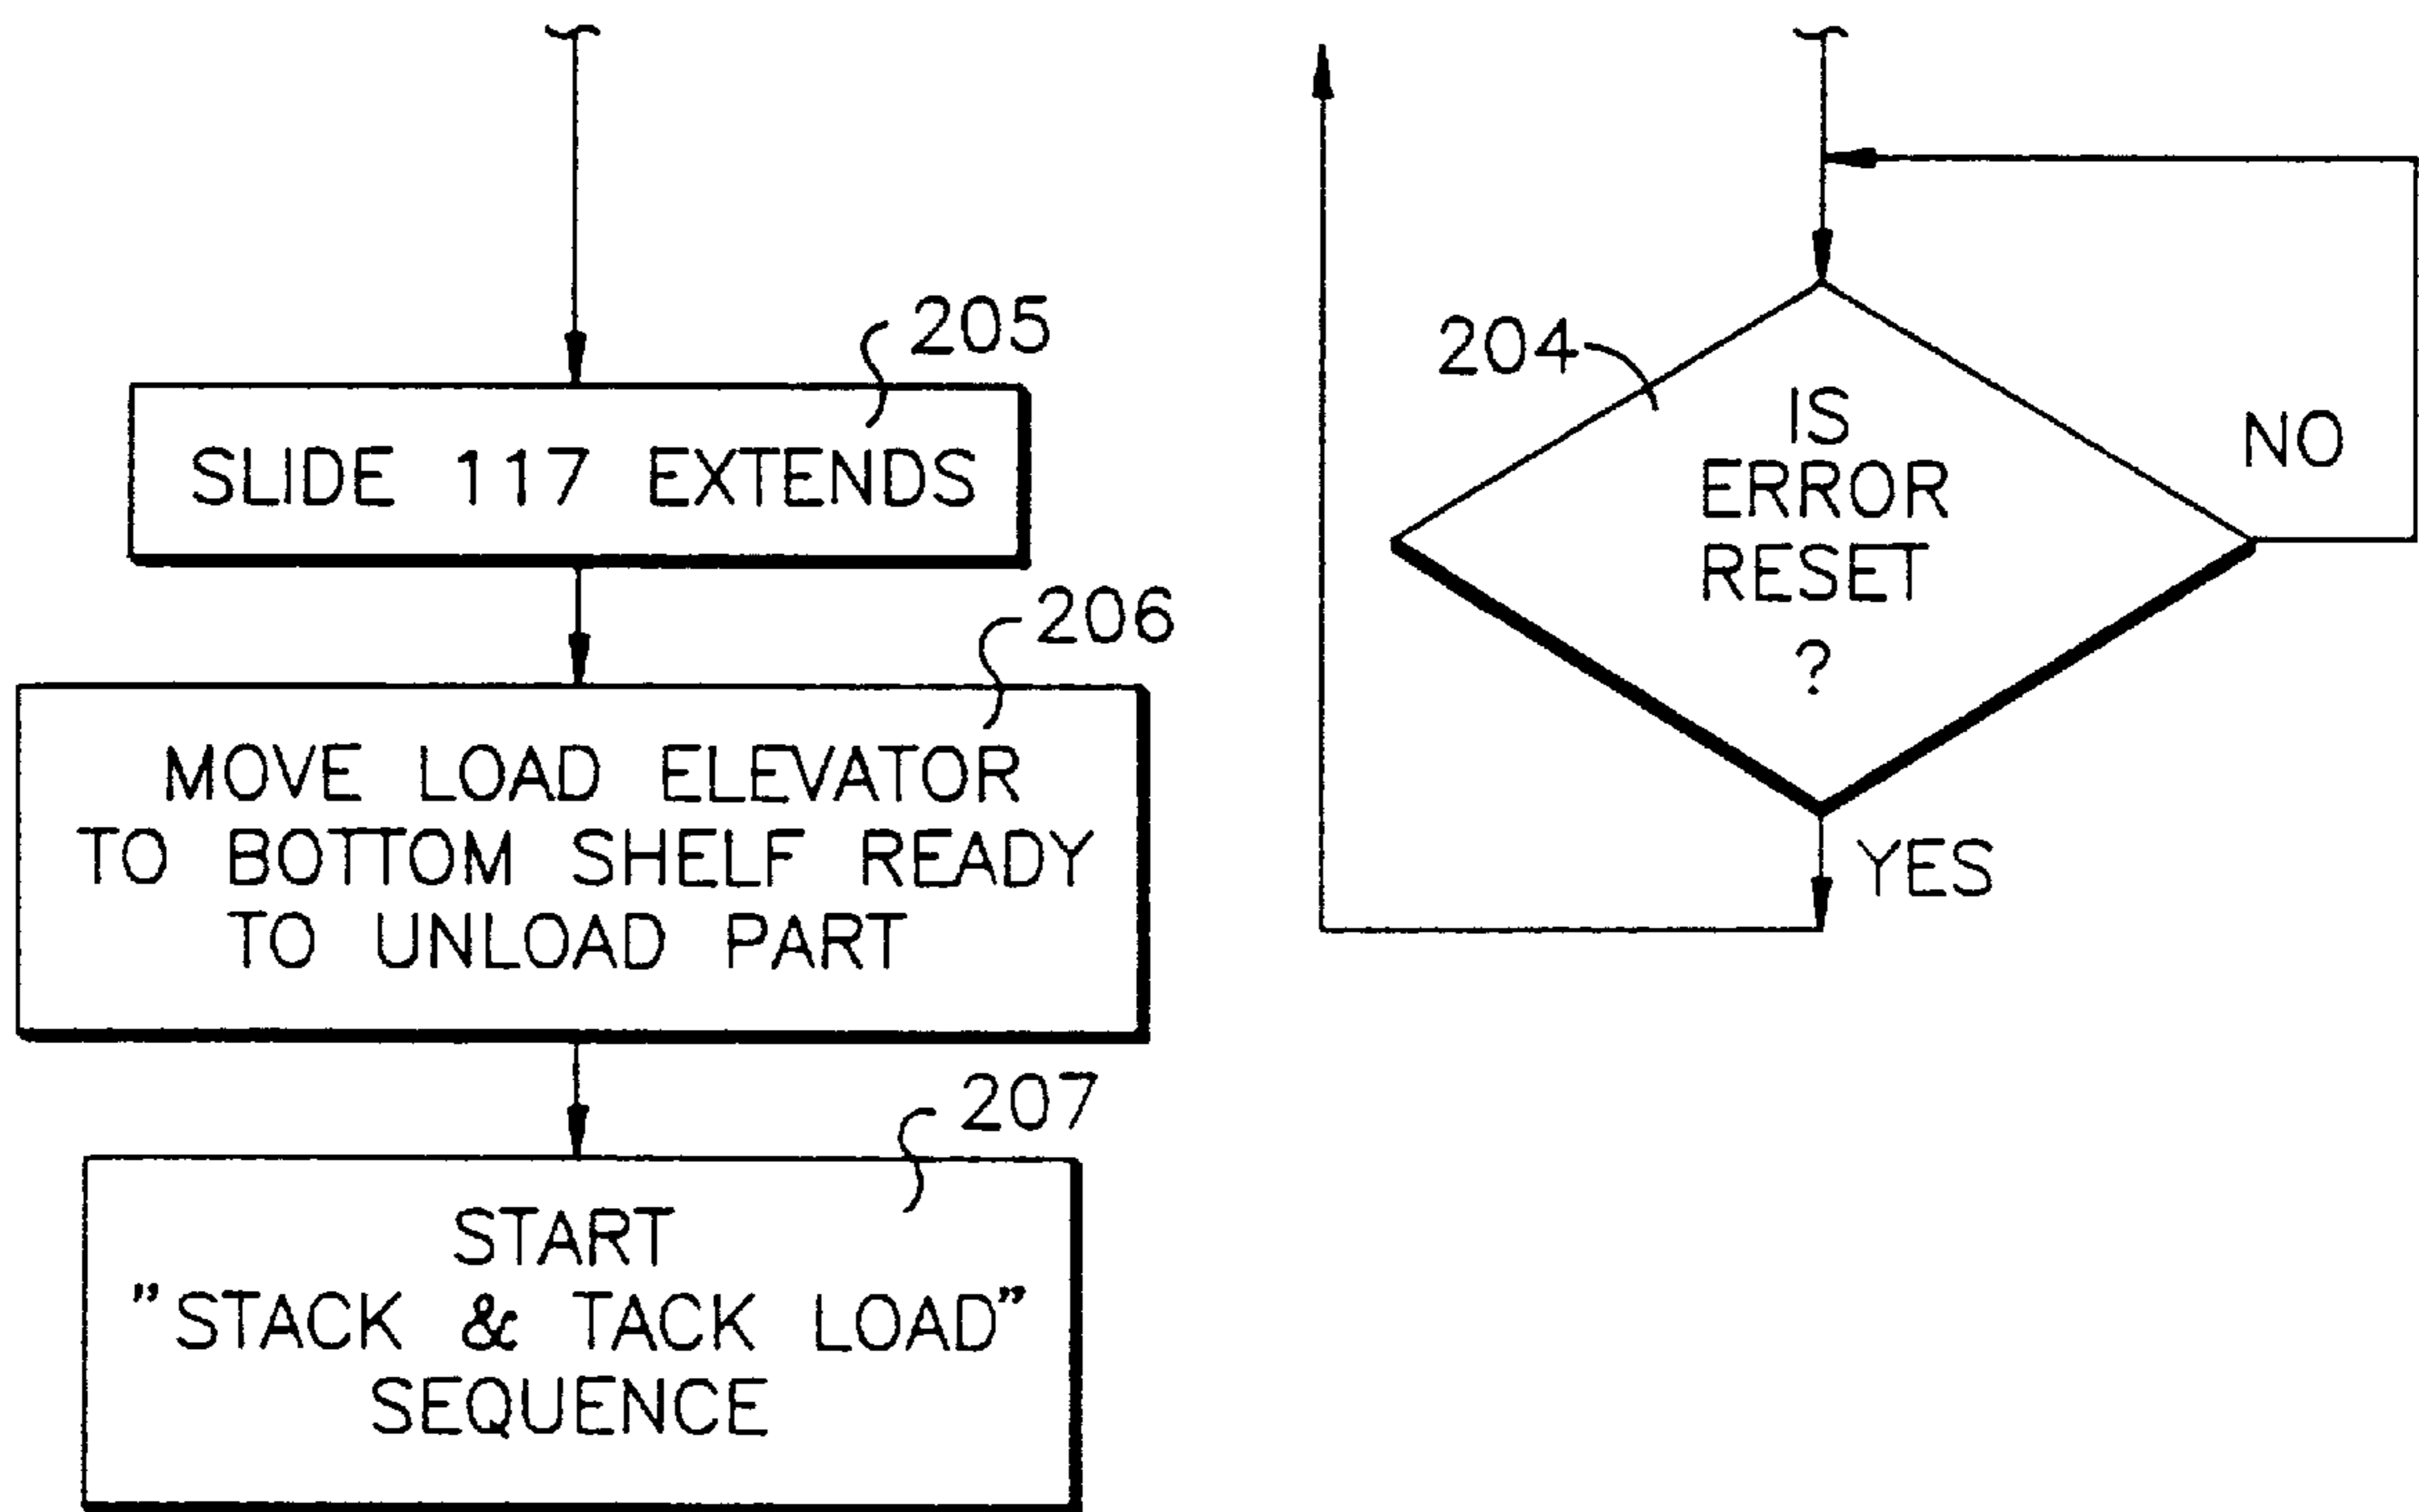 205
SLIDE 117 EXTENDS
206
MOVE LOAD ELEVATOR
TO BOTTOM SHELF READY
TO UNLOAD PART
207
START
"STACK & TACK LOAD"
SEQUENCE
204
IS
ERROR
RESET
?
NO
YES